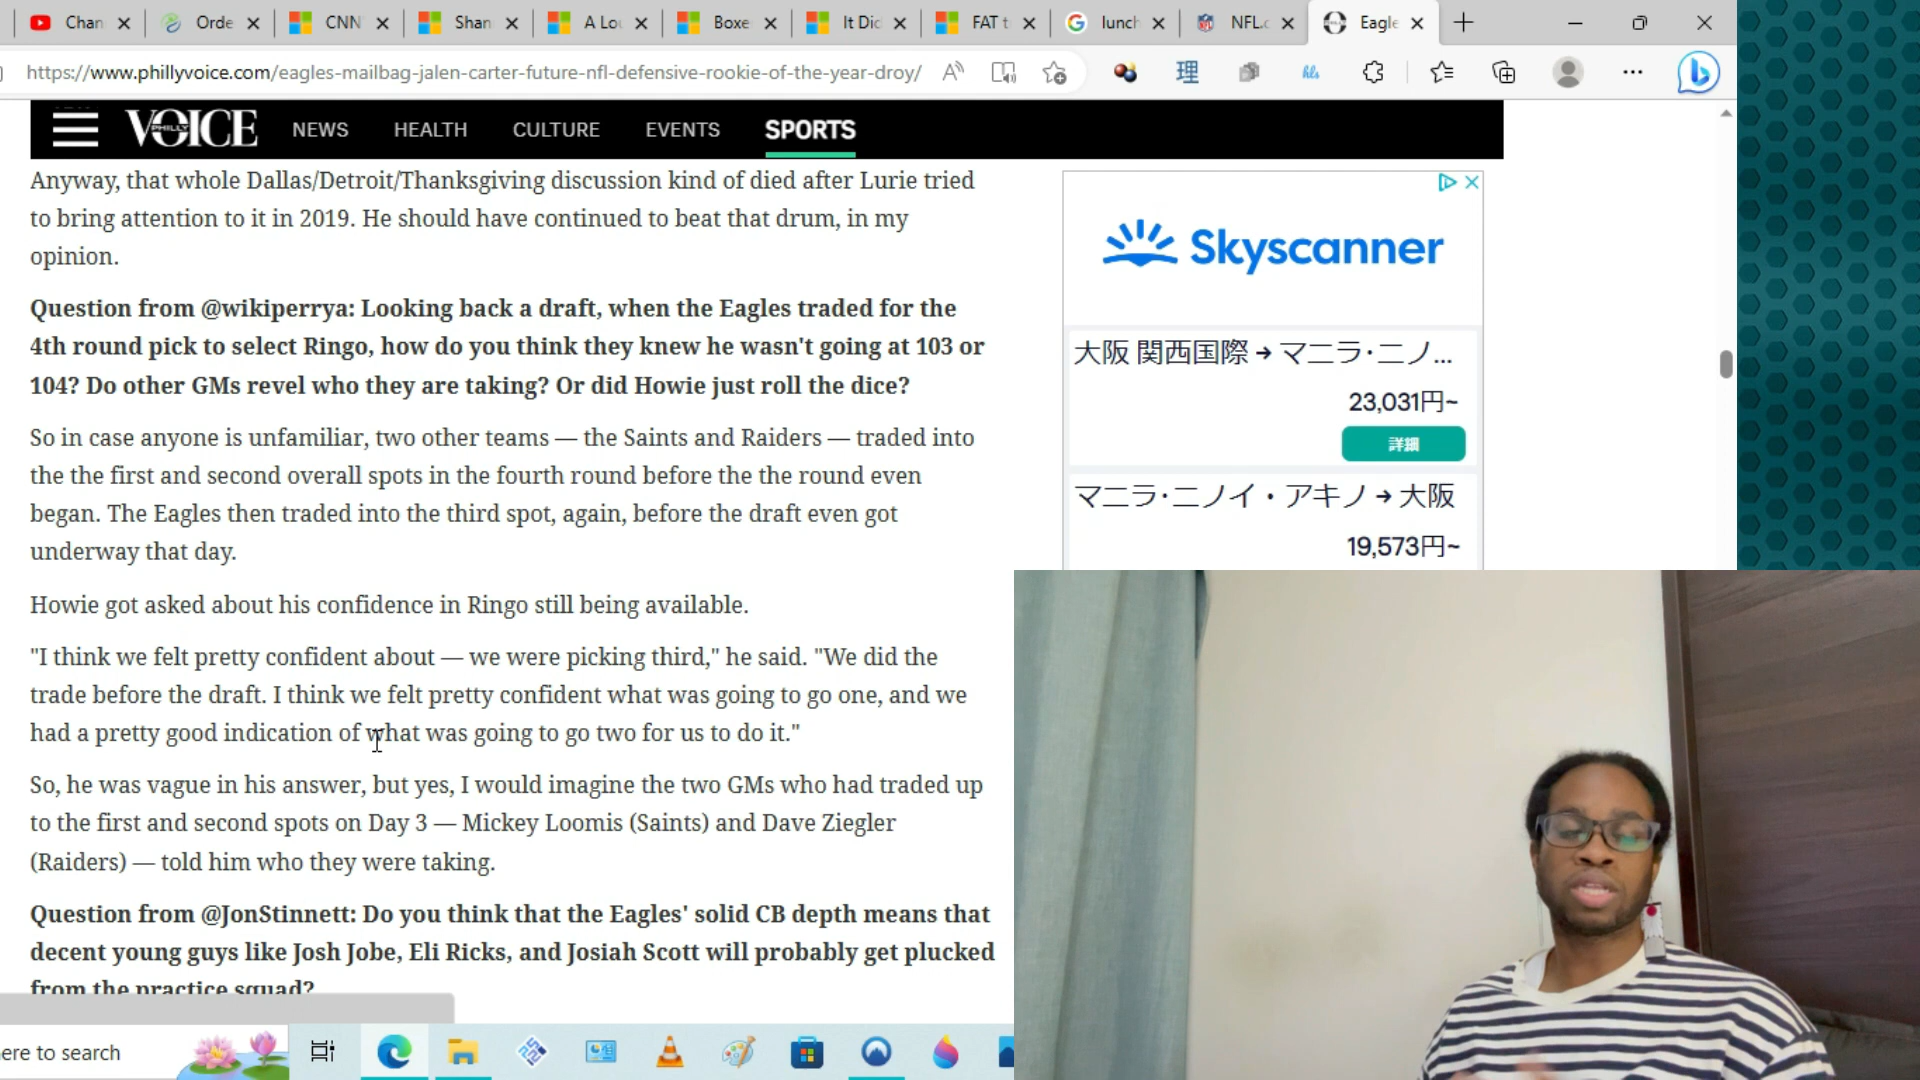 Chan
Orde
CNN
Shan
A Lou
Boxe
It Did
FAT t
lunch
NFL.c
Eagle
https://www.phillyvoice.com/eagles-mailbag-jalen-carter-future-nfl-defensive-rookie-of-the-year-droy/
理
hls
PHILLY VOICE
NEWS
HEALTH
CULTURE
EVENTS
SPORTS
Anyway, that whole Dallas/Detroit/Thanksgiving discussion kind of died after Lurie tried
to bring attention to it in 2019. He should have continued to beat that drum, in my
opinion.
Question from @wikiperrya: Looking back a draft, when the Eagles traded for the
4th round pick to select Ringo, how do you think they knew he wasn't going at 103 or
104? Do other GMs revel who they are taking? Or did Howie just roll the dice?
So in case anyone is unfamiliar, two other teams — the Saints and Raiders — traded into
the the first and second overall spots in the fourth round before the the round even
began. The Eagles then traded into the third spot, again, before the draft even got
underway that day.
Howie got asked about his confidence in Ringo still being available.
"I think we felt pretty confident about — we were picking third," he said. "We did the
trade before the draft. I think we felt pretty confident what was going to go one, and we
had a pretty good indication of what was going to go two for us to do it."
So, he was vague in his answer, but yes, I would imagine the two GMs who had traded up
to the first and second spots on Day 3 — Mickey Loomis (Saints) and Dave Ziegler
(Raiders) — told him who they were taking.
Question from @JonStinnett: Do you think that the Eagles' solid CB depth means that
decent young guys like Josh Jobe, Eli Ricks, and Josiah Scott will probably get plucked
from the practice squad?
Skyscanner
大阪 関西国際 → マニラ·ニノ...
23,031円~
詳細
マニラ·ニノイ・アキノ → 大阪
19,573円~
ere to search